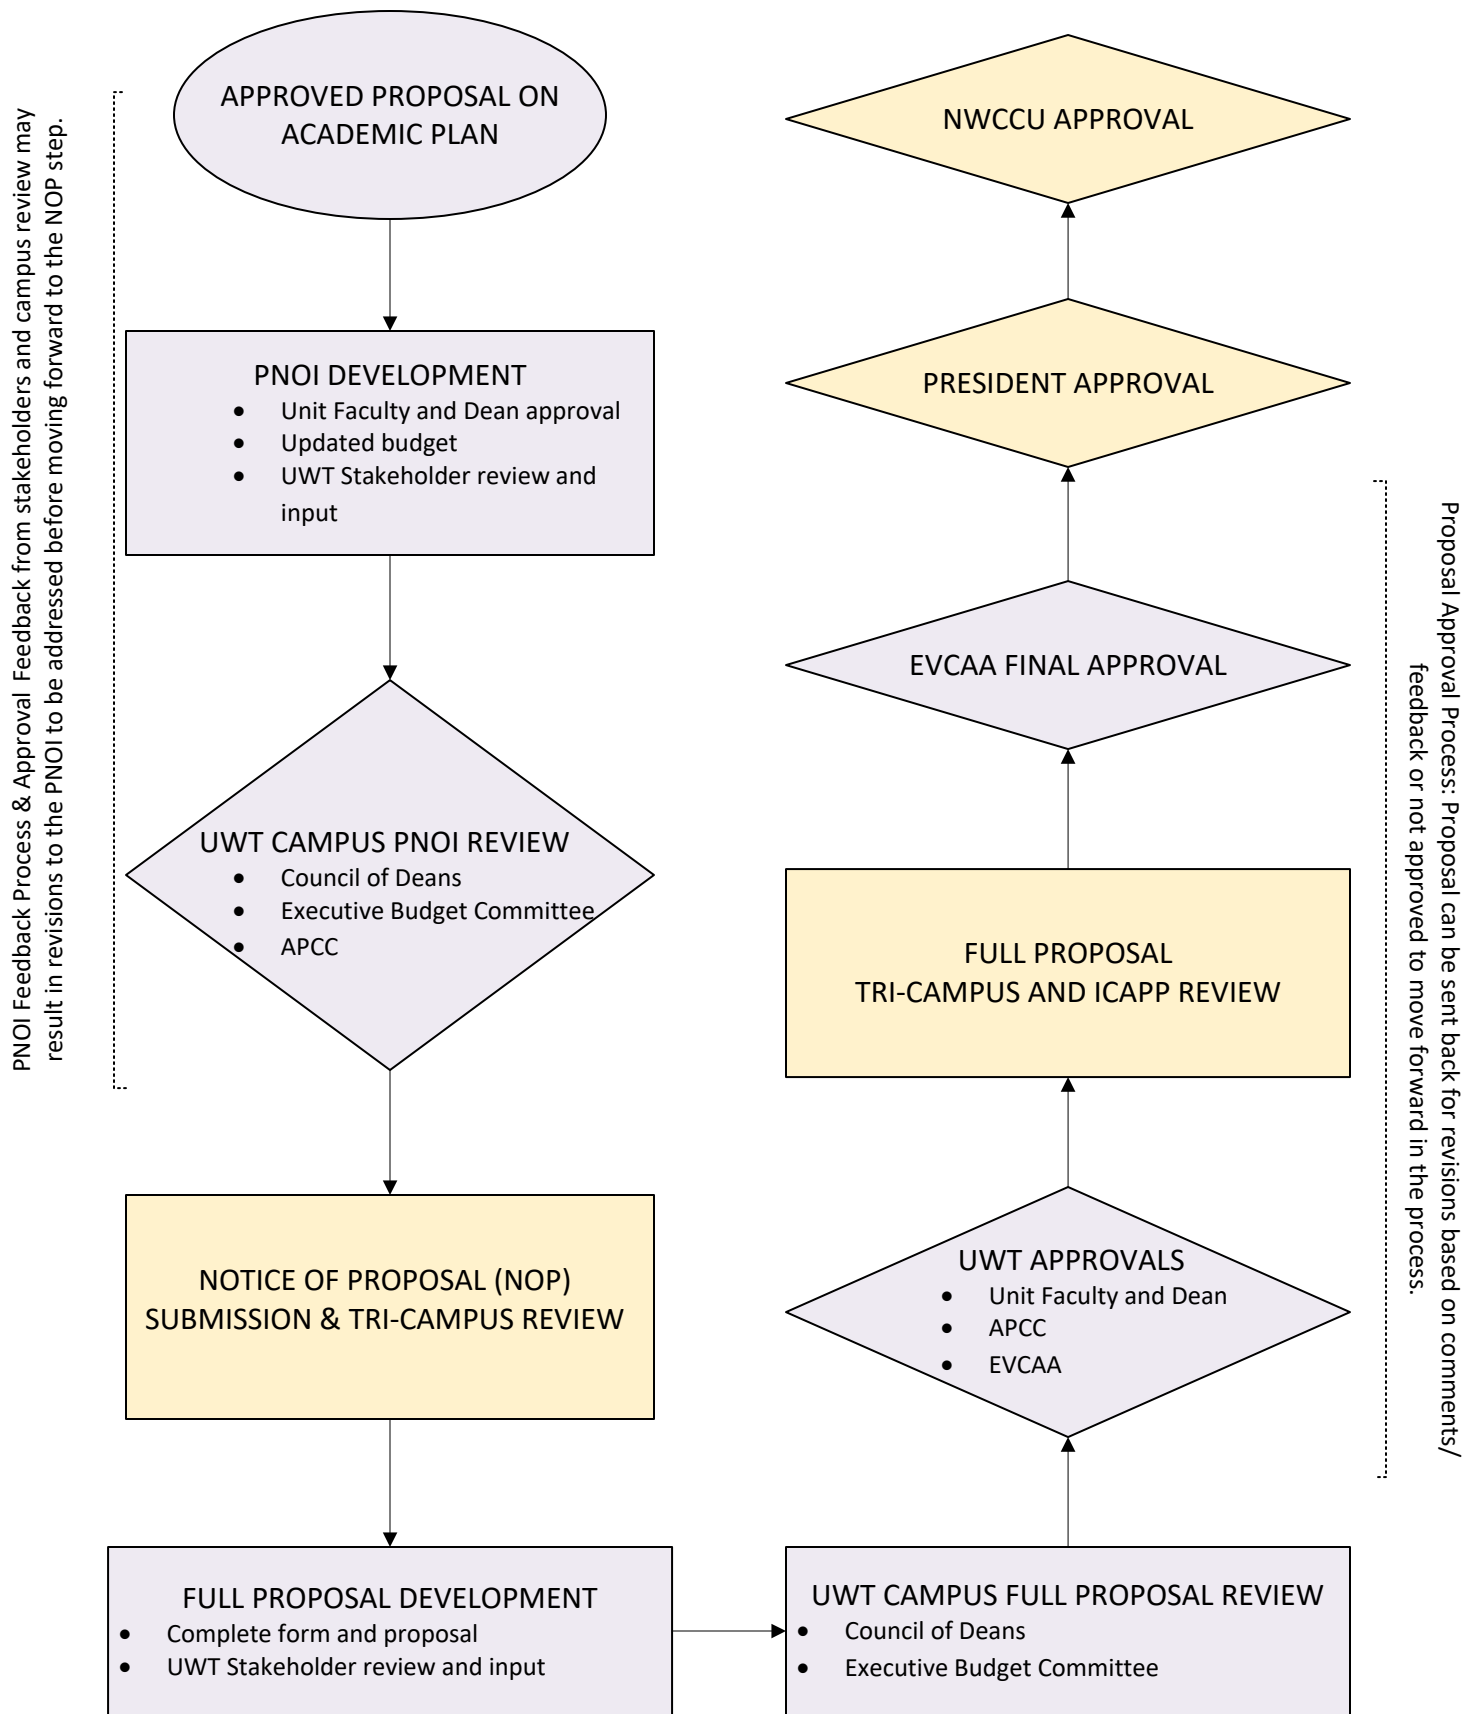 PNOI Feedback Process & Approval Feedback from stakeholders and campus review may
result in revisions to the PNOI to be addressed before moving forward to the NOP step.
APPROVED PROPOSAL ON
ACADEMIC PLAN
PNOI DEVELOPMENT
• Unit Faculty and Dean approval
• Updated budget
• UWT Stakeholder review and
input
UWT CAMPUS PNOI REVIEW
• Council of Deans
• Executive Budget Committee
• APCC
NOTICE OF PROPOSAL (NOP)
SUBMISSION & TRI-CAMPUS REVIEW
FULL PROPOSAL DEVELOPMENT
• Complete form and proposal
• UWT Stakeholder review and input
UWT CAMPUS FULL PROPOSAL REVIEW
• Council of Deans
• Executive Budget Committee
UWT APPROVALS
• Unit Faculty and Dean
• APCC
• EVCAA
FULL PROPOSAL
TRI-CAMPUS AND ICAPP REVIEW
EVCAA FINAL APPROVAL
PRESIDENT APPROVAL
NWCCU APPROVAL
Proposal Approval Process: Proposal can be sent back for revisions based on comments/
feedback or not approved to move forward in the process.